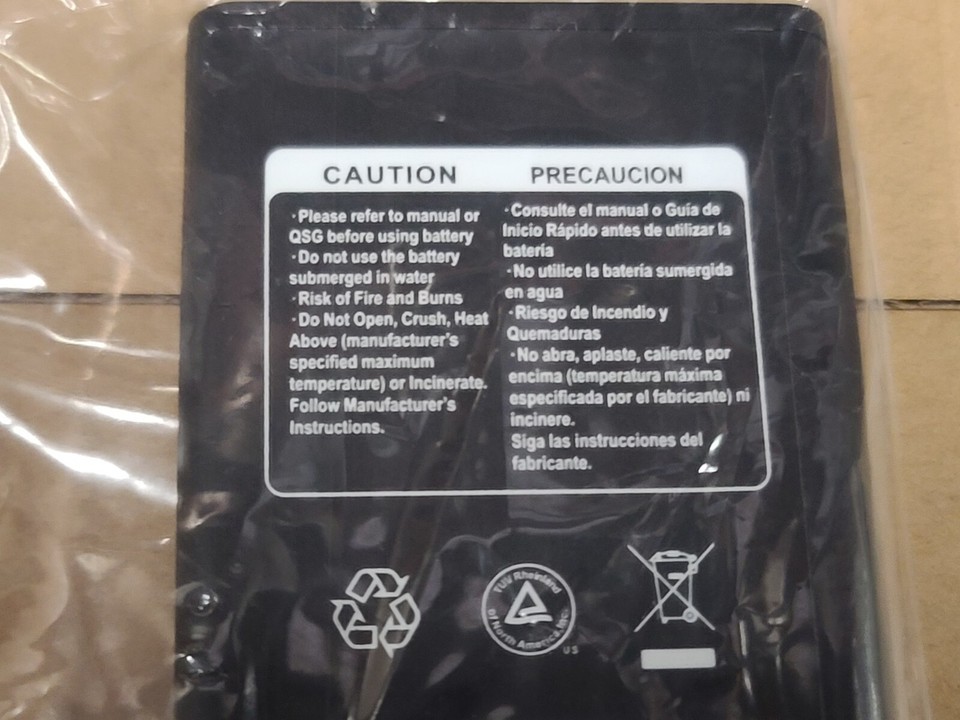 CAUTION
·Please refer to manual or
QSG before using battery
·Do not use the battery
submerged in water
·Risk of Fire and Burns
·Do Not Open, Crush, Heat
Above (manufacturer's
specified maximum
temperature) or Incinerate.
Follow Manufacturer's
Instructions.
PRECAUCION
·Consulte el manual o Guía de
Inicio Rápido antes de utilizar la
batería
·No utilice la batería sumergida
en agua
·Riesgo de Incendio y
Quemaduras
·No abra, aplaste, caliente por
encima (temperatura máxima
especificada por el fabricante) ni
incinere.
Siga las instrucciones del
fabricante.
TUV Rheinland
of North America, Inc.
US